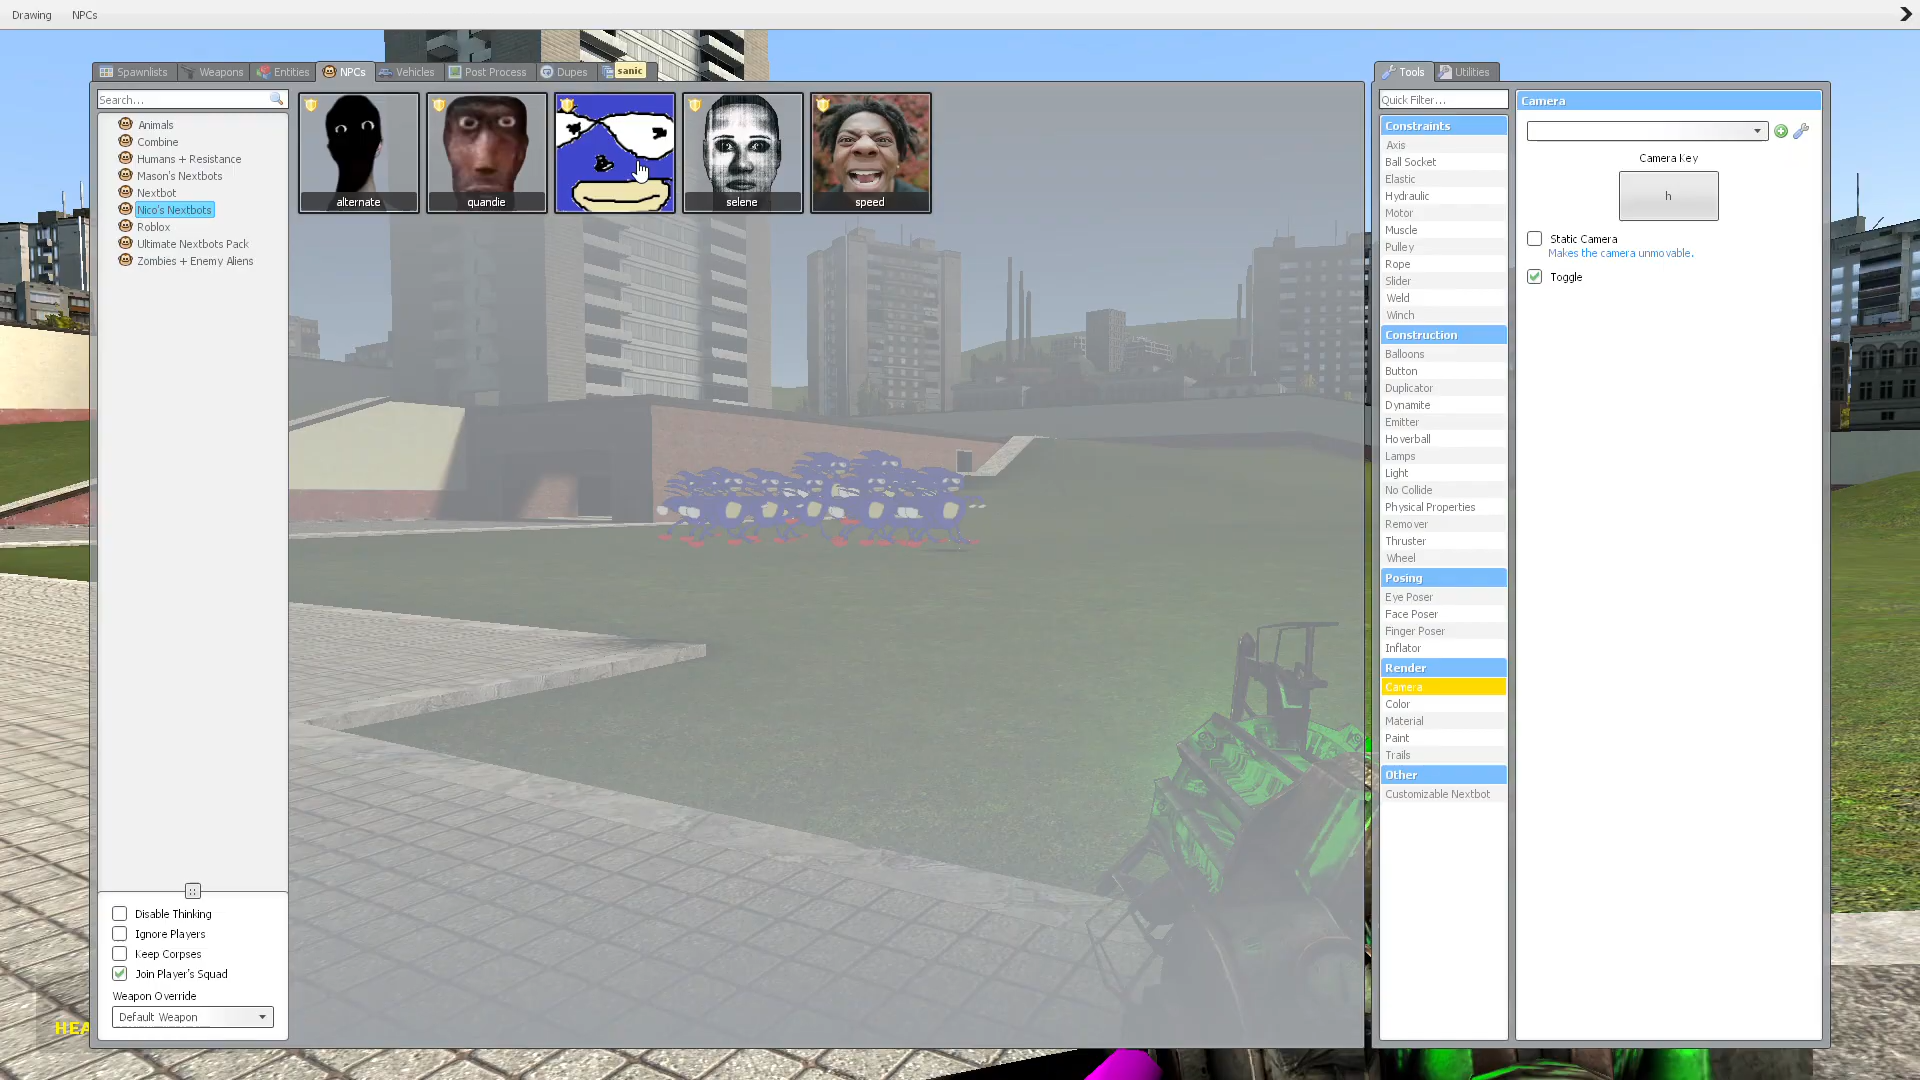 Drawing NPCs
Spawnlists Weapons Entities NPCs Vehicles Post Process Dupes sanic
Tools Utilities
Search...
Animals
Combine
Humans + Resistance
Mason's Nextbots
Nextbot
Nico's Nextbots
Roblox
Ultimate Nextbots Pack
Zombies + Enemy Aliens
alternate
quandie
selene
speed
Disable Thinking
Ignore Players
Keep Corpses
Join Player's Squad
Weapon Override
Default Weapon
HEA
Quick Filter...
Constraints
Axis
Ball Socket
Elastic
Hydraulic
Motor
Muscle
Pulley
Rope
Slider
Weld
Winch
Construction
Balloons
Button
Duplicator
Dynamite
Emitter
Hoverball
Lamps
Light
No Collide
Physical Properties
Remover
Thruster
Wheel
Posing
Eye Poser
Face Poser
Finger Poser
Inflator
Render
Camera
Color
Material
Paint
Trails
Other
Customizable Nextbot
Camera
Camera Key
h
Static Camera
Makes the camera unmovable.
Toggle